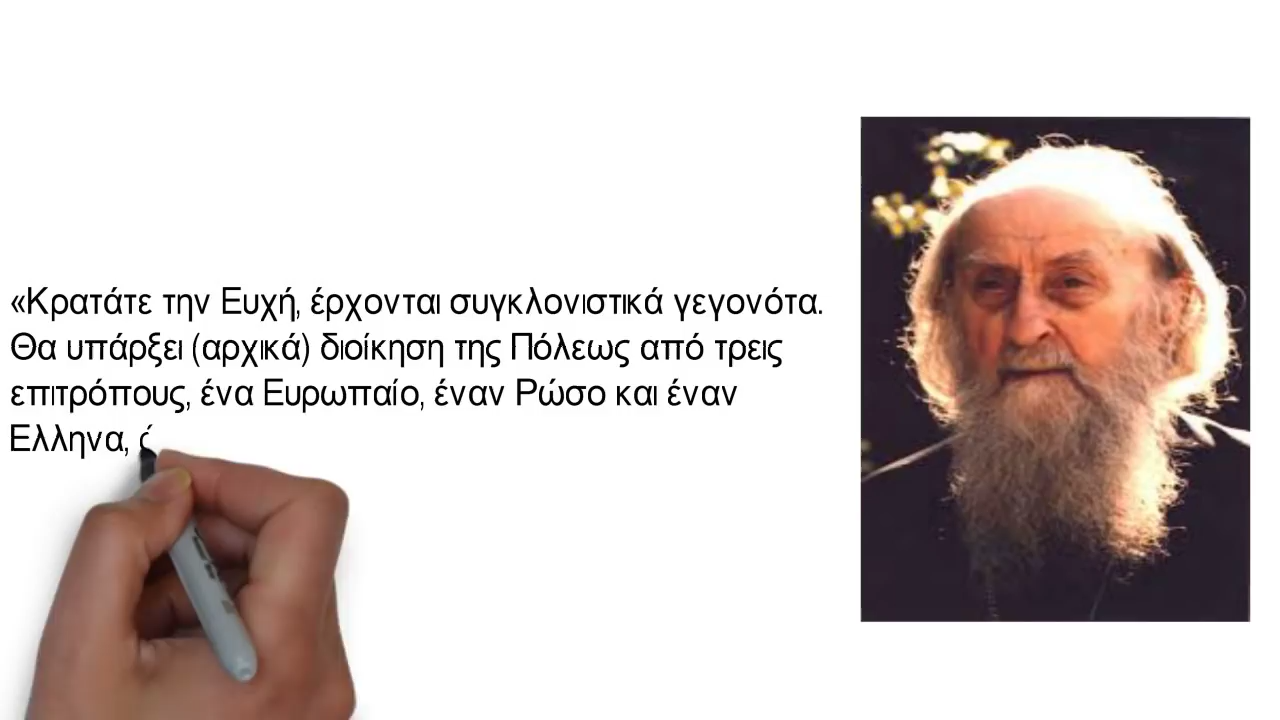 «Κρατάτε την Ευχή, έρχονται συγκλονιστικά γεγονότα.
Θα υπάρξει (αρχικά) διοίκηση της Πόλεως από τρεις
επιτρόπους, ένα Ευρωπαίο, έναν Ρώσο και έναν
Ελληνα,